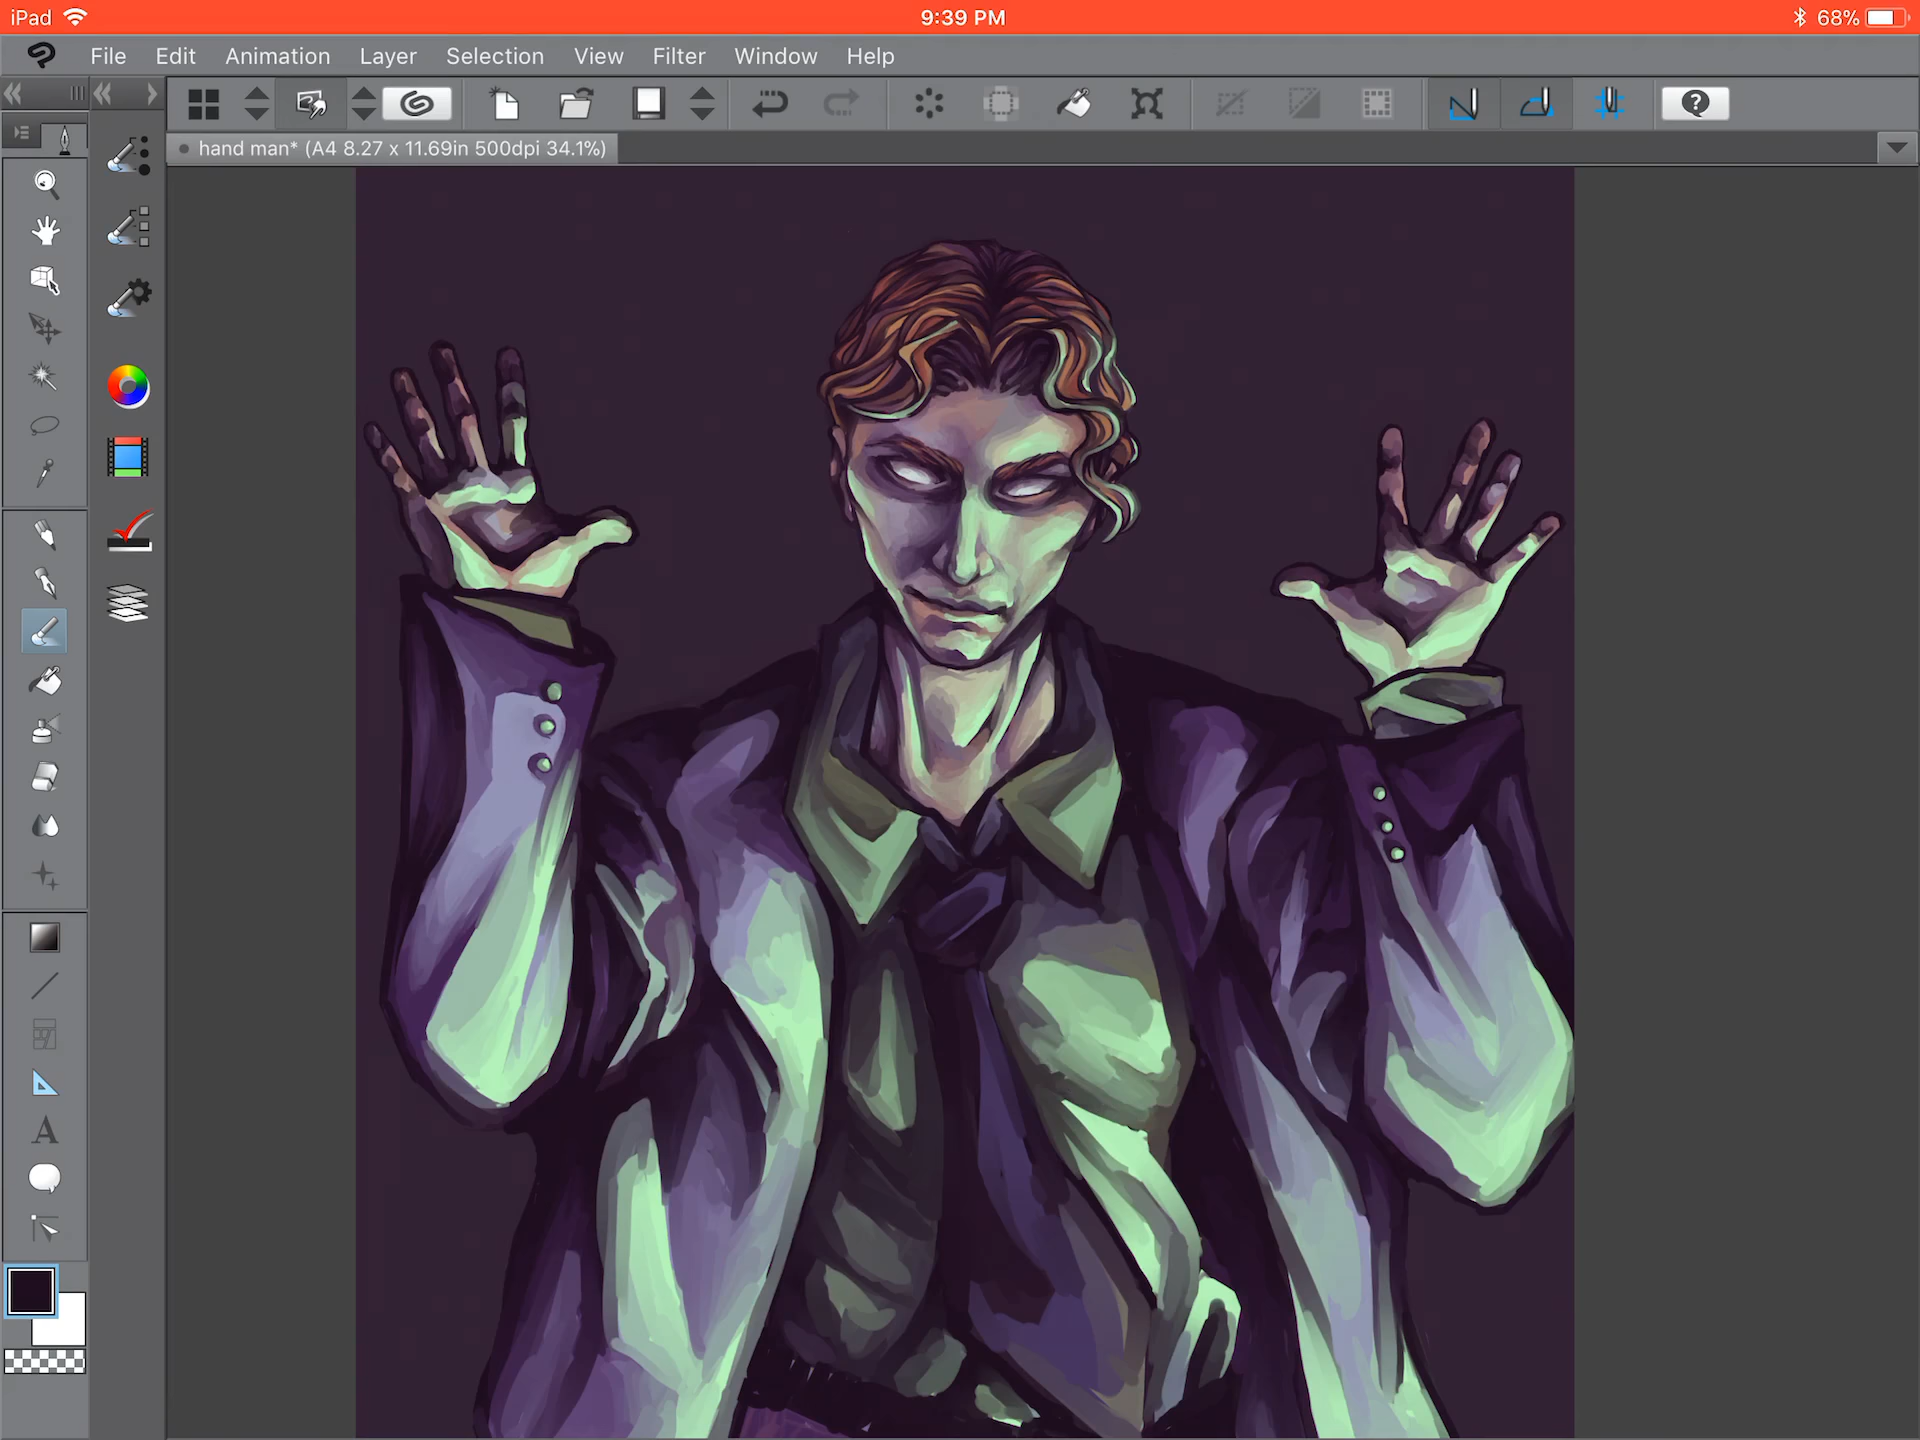 iPad 9:39 PM 68%
File Edit Animation Layer Selection View Filter Window Help
hand man* (A4 8.27 x 11.69in 500dpi 34.1%)
A